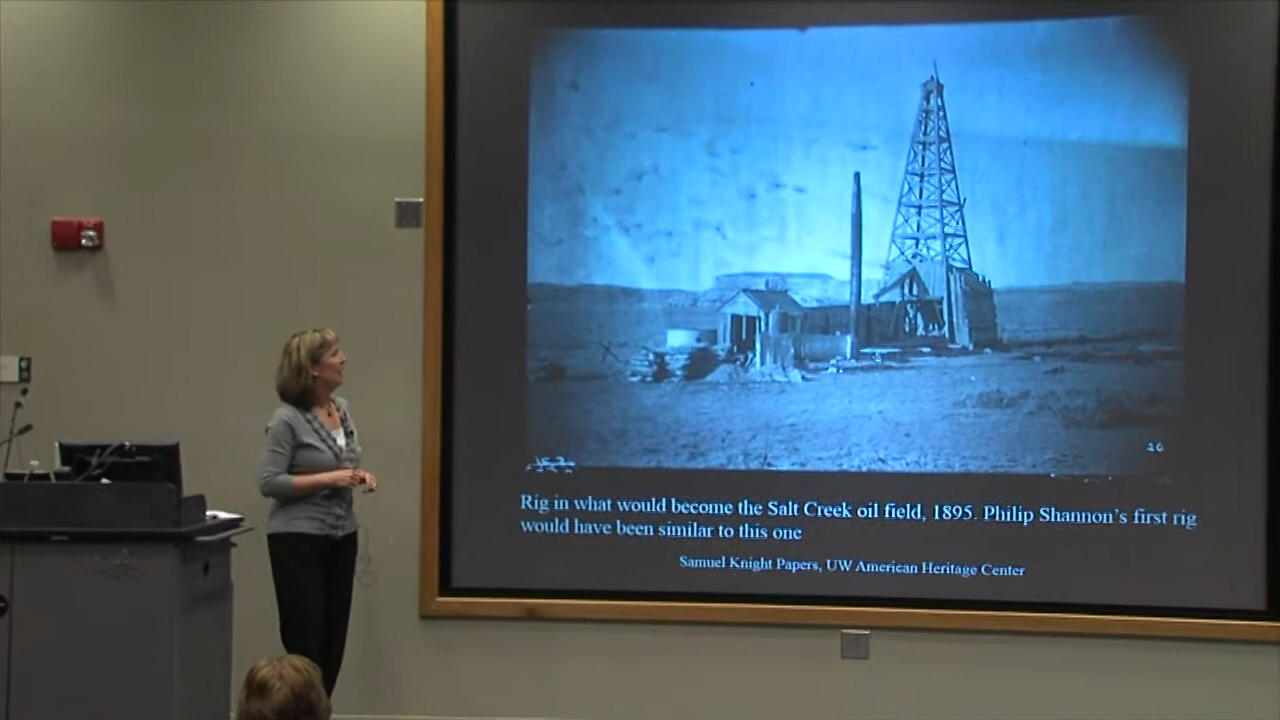 20
Rig in what would become the Salt Creek oil field, 1895. Philip Shannon's first rig
would have been similar to this one
Samuel Knight Papers, UW American Heritage Center